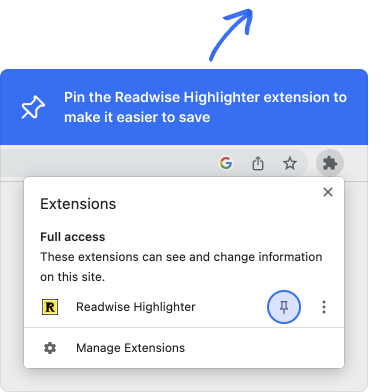 Pin the Readwise Highlighter extension to
make it easier to save
G
Extensions
Full access
These extensions can see and change information
on this site.
R Readwise Highlighter
Manage Extensions